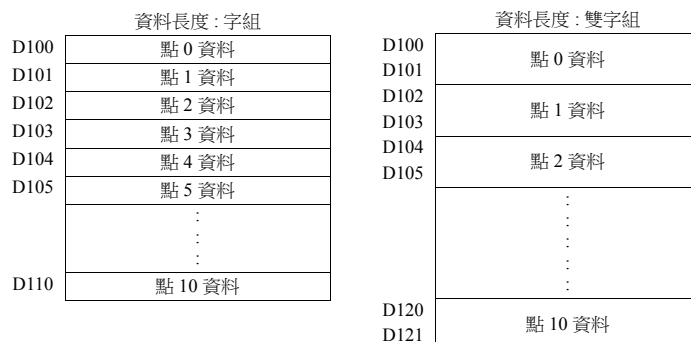 資料長度 : 字組
D100 點 0 資料
D101 點 1 資料
D102 點 2 資料
D103 點 3 資料
D104 點 4 資料
D105 點 5 資料
:
:
:
D110 點 10 資料
資料長度 : 雙字組
D100
點 0 資料
D101
D102
點 1 資料
D103
D104
點 2 資料
D105
:
:
:
:
:
D120
點 10 資料
D121